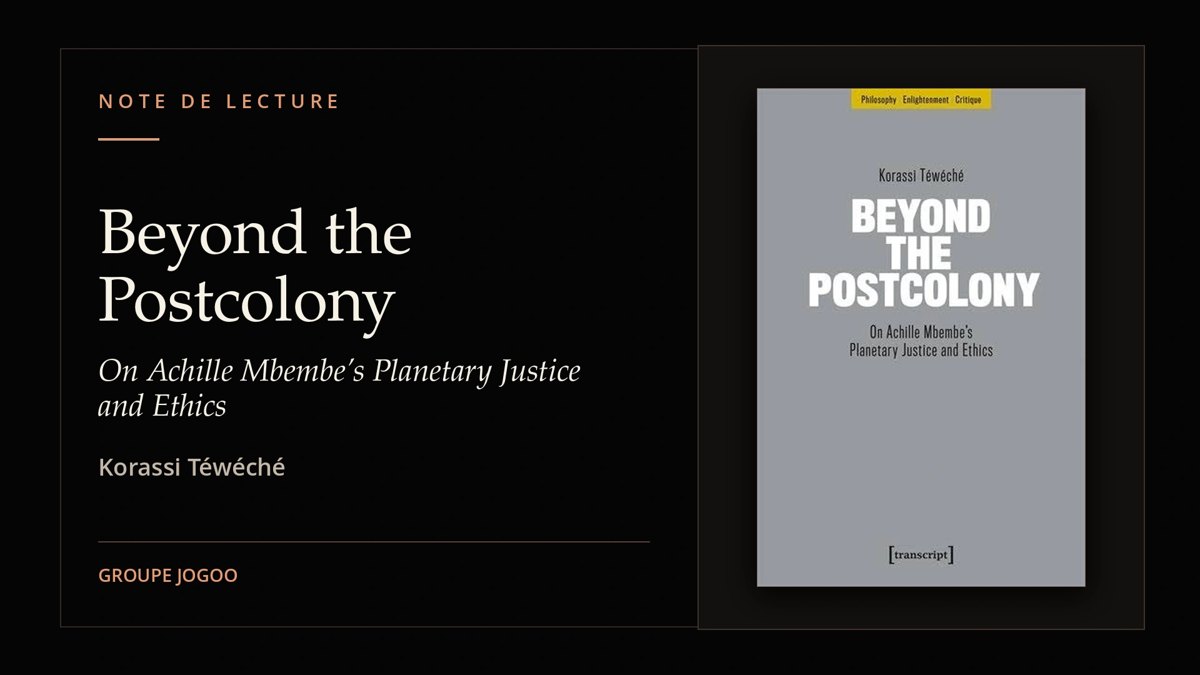 NOTE DE LECTURE
Beyond the
Postcolony
On Achille Mbembe’s Planetary Justice
and Ethics
Korassi Téwéché
GROUPE JOGOO
Philosophy Enlightenment Critique
Korassi Téwéché
BEYOND
THE
POSTCOLONY
On Achille Mbembe's
Planetary Justice and Ethics
[transcript]